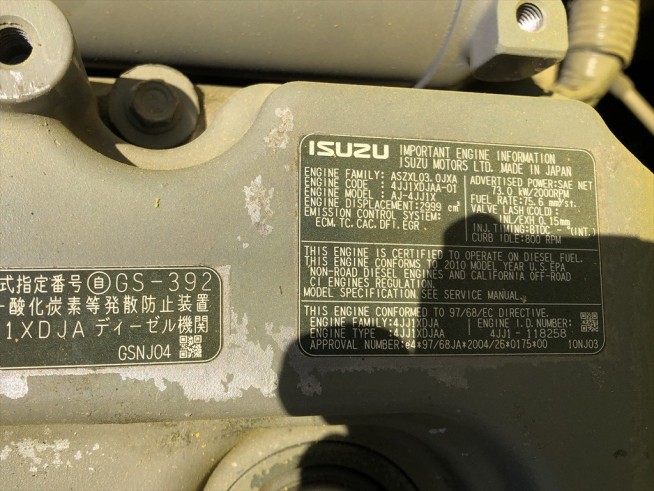 ISUZU IMPORTANT ENGINE INFORMATION
ISUZU MOTORS LTD. MADE IN JAPAN
ENGINE FAMILY: ASZXL03.0JXA
ENGINE CODE : 4JJ1XDJAA-01
ENGINE MODEL: AJ-4JJ1X
ENGINE DISPLACEMENT: 2999 cm³
EMISSION CONTROL SYSTEM:
ECM. TC. CAC. DFT. EGR
ADVERTISED POWER:SAE NET
73.0 kW/2000RPM
FUEL RATE:75.6 mm³/st
VALVE LASH(COLD):
INL/EXH 0.15mm
INJ.TIMING:BTDC -°(INT.)
CURB IDLE:800 RPM
THIS ENGINE IS CERTIFIED TO OPERATE ON DIESEL FUEL.
THIS ENGINE CONFORMS TO 2010 MODEL YEAR U.S.EPA
NON-ROAD DIESEL ENGINES AND CALIFORNIA OFF-ROAD
CI ENGINES REGULATION.
MODEL SPECIFICATION SEE SERVICE MANUAL.
THIS ENGINE CONFORMED TO 97/68/EC DIRECTIVE.
ENGINE FAMILY:4JJ1XDJA
ENGINE TYPE :4JJ1XDJAA
ENGINE I.D.NUMBER:
4JJ1-118258
APPROVAL NUMBER:e4*97/68JA*2004/26*0175*00 10NJ03
式指定番号 自 GS-392
酸化炭素等発散防止装置
1XDJA ディーゼル機関
GSNJ04